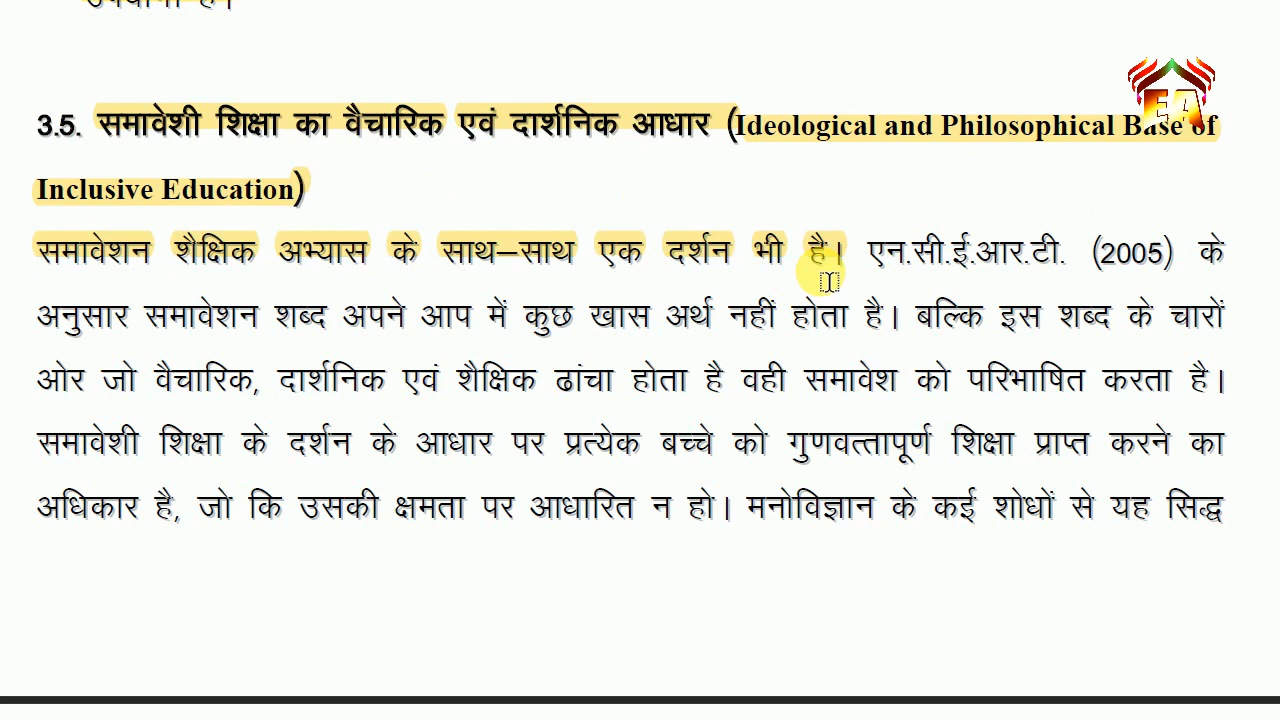 उपयोगी है।
3.5. समावेशी शिक्षा का वैचारिक एवं दार्शनिक आधार (Ideological and Philosophical Base of
Inclusive Education)
समावेशन शैक्षिक अभ्यास के साथ–साथ एक दर्शन भी है। एन.सी.ई.आर.टी. (2005) के
अनुसार समावेशन शब्द अपने आप में कुछ खास अर्थ नहीं होता है। बल्कि इस शब्द के चारों
ओर जो वैचारिक, दार्शनिक एवं शैक्षिक ढांचा होता है वही समावेश को परिभाषित करता है।
समावेशी शिक्षा के दर्शन के आधार पर प्रत्येक बच्चे को गुणवत्तापूर्ण शिक्षा प्राप्त करने का
अधिकार है, जो कि उसकी क्षमता पर आधारित न हो। मनोविज्ञान के कई शोधों से यह सिद्ध
EA